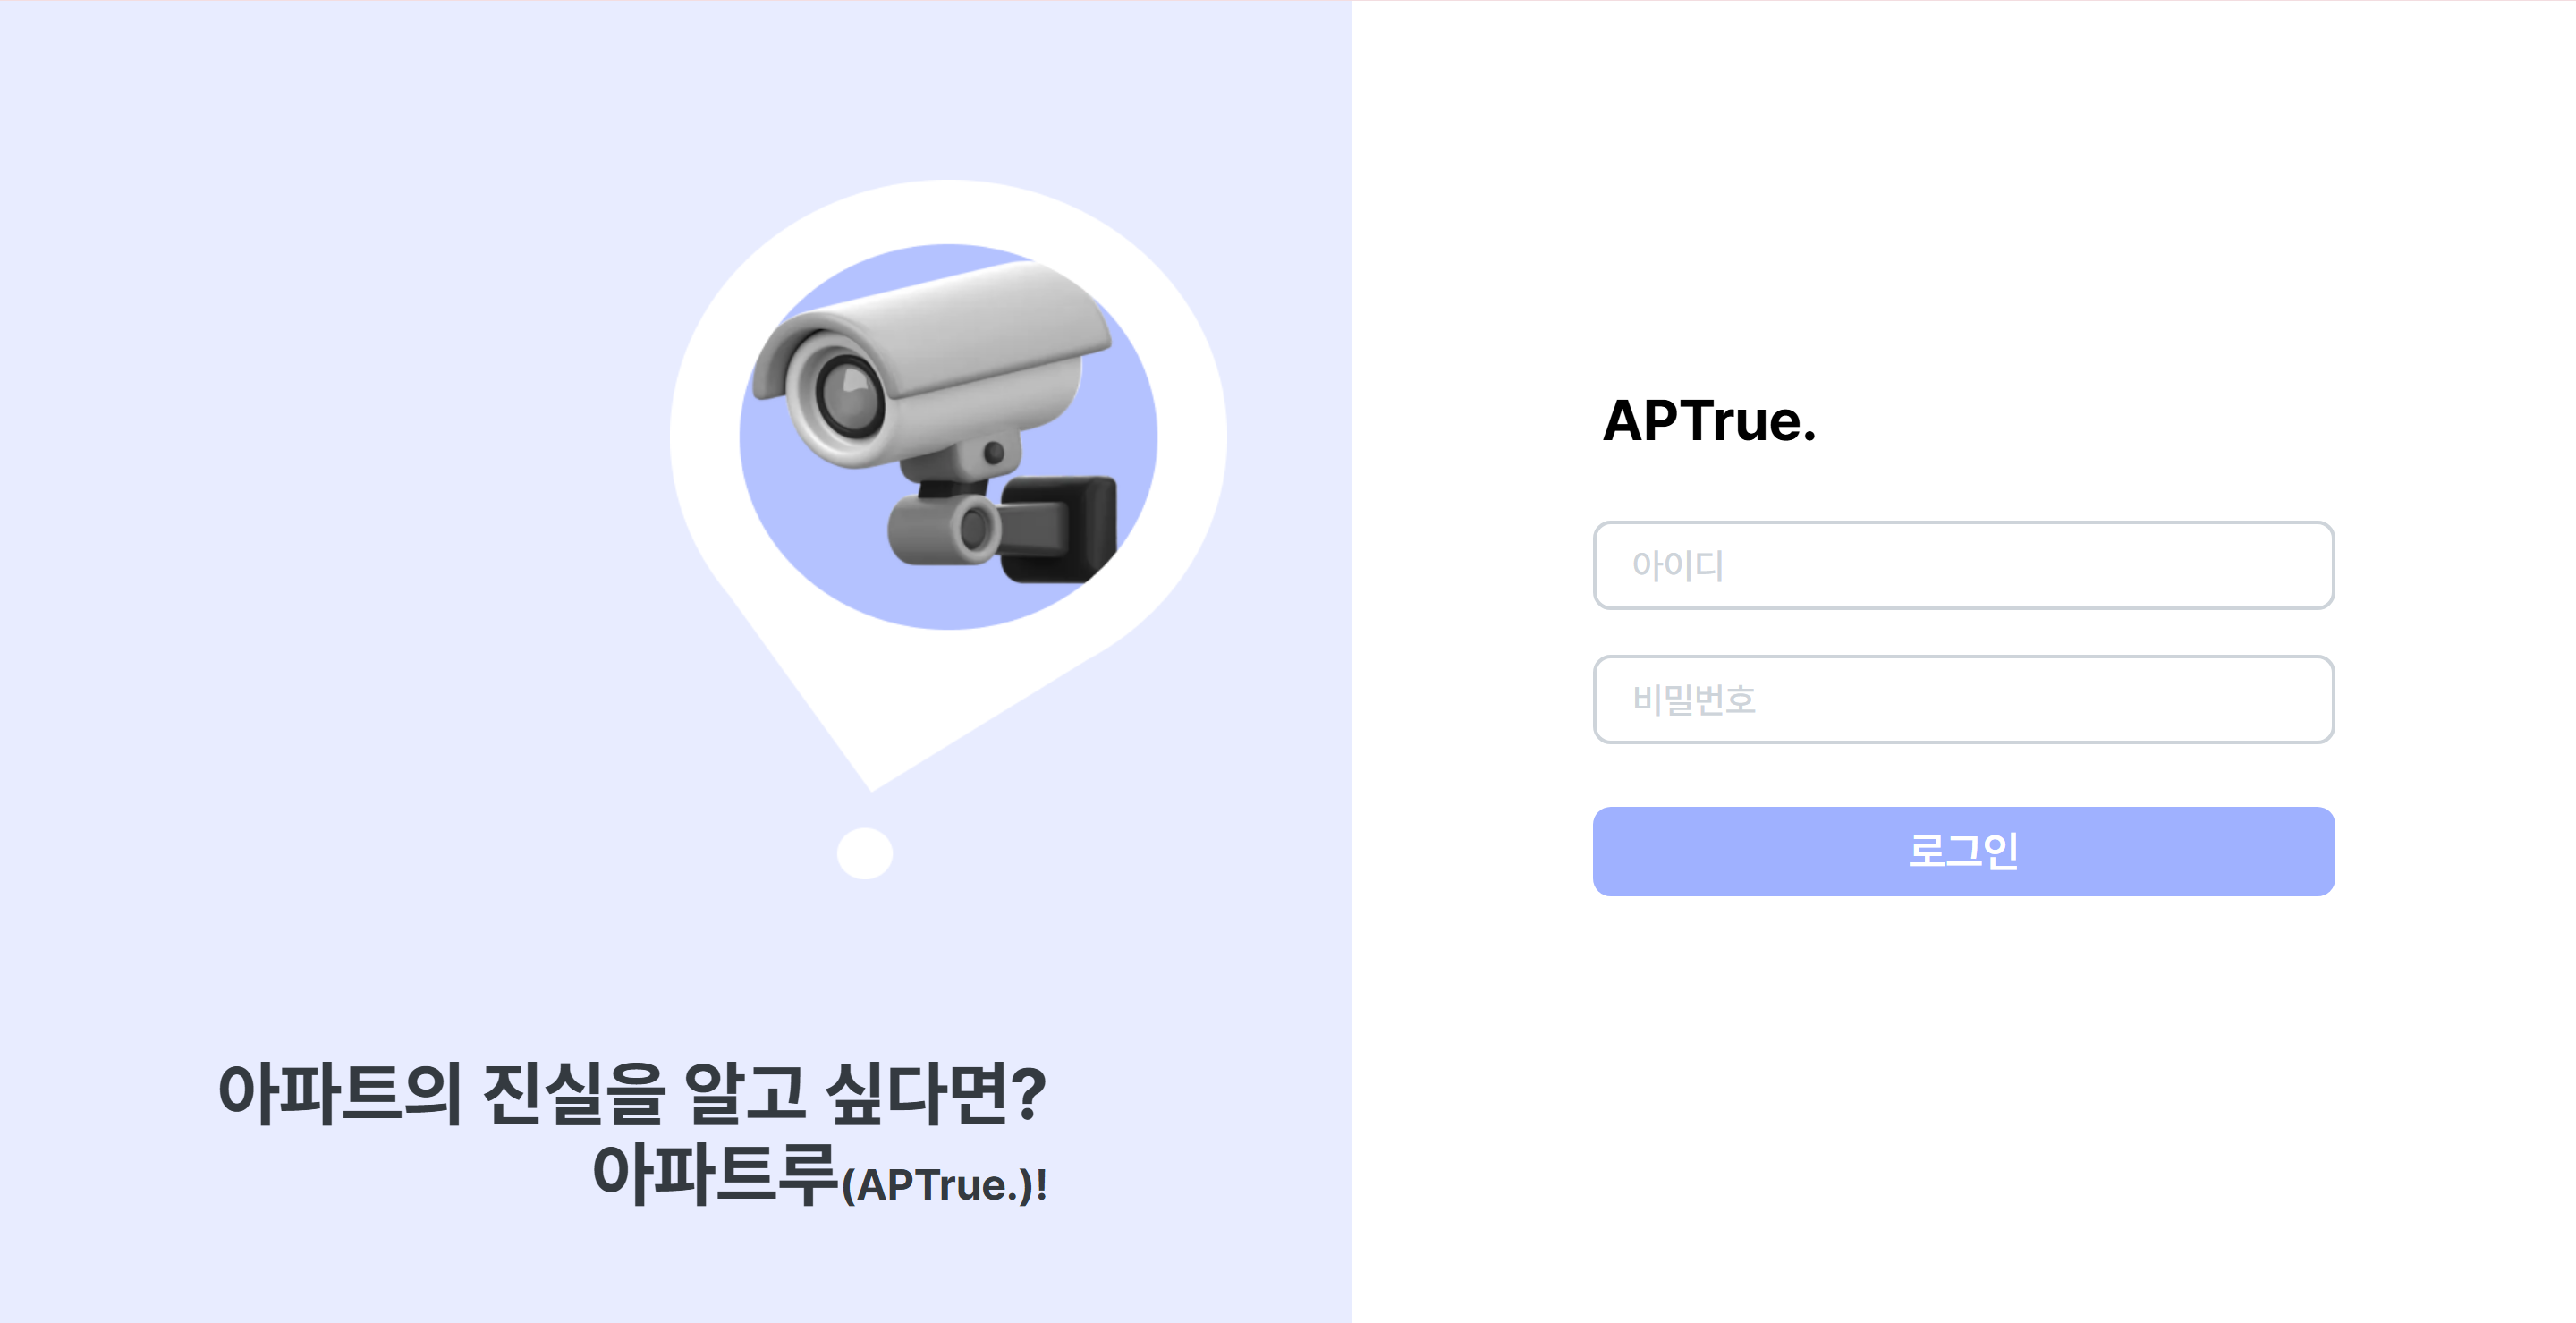 아파트의 진실을 알고 싶다면?
아파트루(APTrue.)!
APTrue.
아이디
비밀번호
로그인